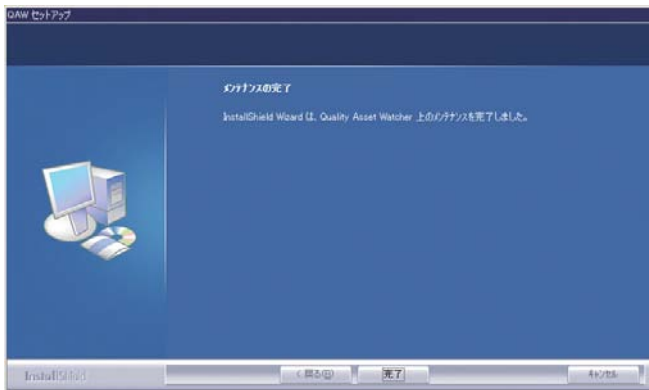 QAW セットアップ
メンテナンスの完了
InstallShield Wizard は、Quality Asset Watcher 上のメンテナンスを完了しました。
InstallShield
< 戻る(B)
完了
キャンセル